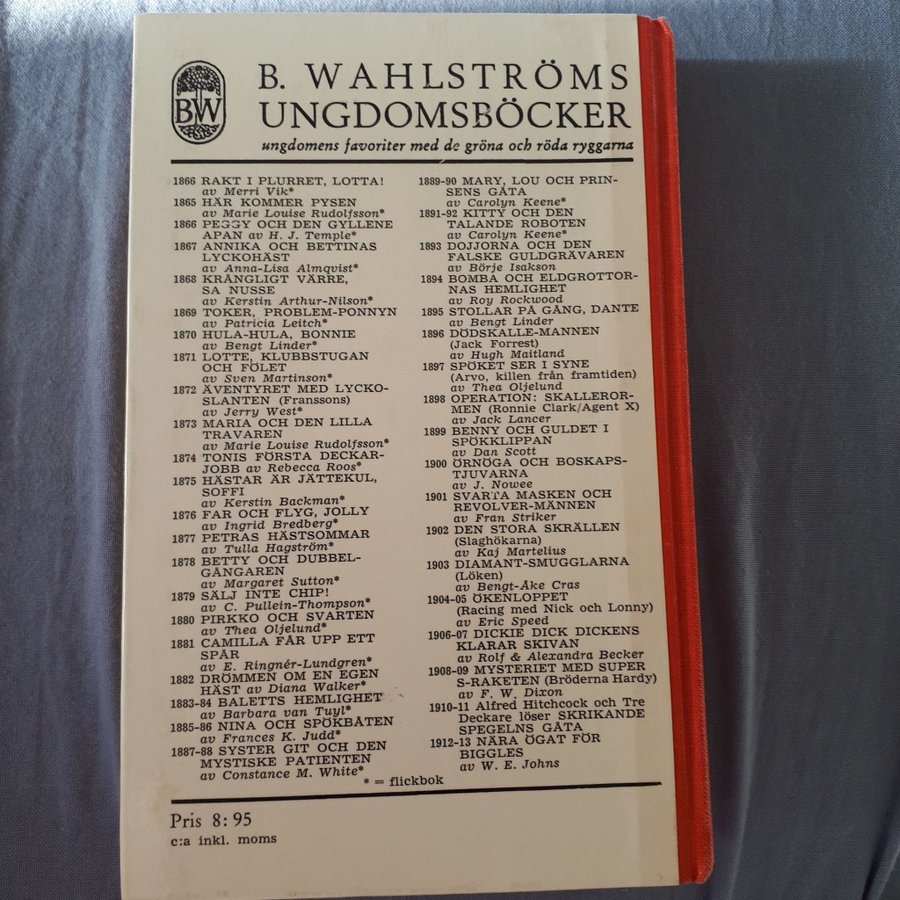 BW
B. WAHLSTRÖMS
UNGDOMSBÖCKER
ungdomens favoriter med de gröna och röda ryggarna
1866 RAKT I PLURRET, LOTTA!
av Merri Vik*
1865 HÄR KOMMER PYSEN
av Marie Louise Rudolfsson*
1866 PEGGY OCH DEN GYLLENE
APAN av H. J. Temple*
1867 ANNIKA OCH BETTINAS
LYCKOHÄST
av Anna-Lisa Almqvist*
1868 KRÅNGLIGT VÄRRE,
SA NUSSE
av Kerstin Arthur-Nilson*
1869 TOKER, PROBLEM-PONNYN
av Patricia Leitch*
1870 HULA-HULA, BONNIE
av Bengt Linder*
1871 LOTTE, KLUBBSTUGAN
OCH FÖLET
av Sven Martinson*
1872 ÄVENTYRET MED LYCKO-
SLANTEN (Franssons)
av Jerry West*
1873 MARIA OCH DEN LILLA
TRAVAREN
av Marie Louise Rudolfsson*
1874 TONIS FÖRSTA DECKAR-
JOBB av Rebecca Roos*
1875 HÄSTAR ÄR JÄTTEKUL,
SOFFI
av Kerstin Backman*
1876 FAR OCH FLYG, JOLLY
av Ingrid Bredberg*
1877 PETRAS HÄSTSOMMAR
av Tulla Hagström*
1878 BETTY OCH DUBBEL-
GÅNGAREN
av Margaret Sutton*
1879 SÄLJ INTE CHIP!
av C. Pullein-Thompson*
1880 PIRKKO OCH SVARTEN
av Thea Oljelund*
1881 CAMILLA FÅR UPP ETT
SPÅR
av E. Ringnér-Lundgren*
1882 DRÖMMEN OM EN EGEN
HÄST av Diana Walker*
1883-84 BALETTS HEMLIGHET
av Barbara van Tuyl*
1885-86 NINA OCH SPÖKBÅTEN
av Frances K. Judd*
1887-88 SYSTER GIT OCH DEN
MYSTISKE PATIENTEN
av Constance M. White*
1889-90 MARY, LOU OCH PRIN-
SENS GÅTA
av Carolyn Keene*
1891-92 KITTY OCH DEN
TALANDE ROBOTEN
av Carolyn Keene*
1893 DOJJORNA OCH DEN
FALSKE GULDGRÄVAREN
av Börje Isakson
1894 BOMBA OCH ELDGROTTOR-
NAS HEMLIGHET
av Roy Rockwood
1895 STOLLAR PÅ GÅNG, DANTE
av Bengt Linder
1896 DÖDSKALLE-MANNEN
(Jack Forrest)
av Hugh Maitland
1897 SPÖKET SER I SYNE
(Arvo, killen från framtiden)
av Thea Oljelund
1898 OPERATION: SKALLEROR-
MEN (Ronnie Clark/Agent X)
av Jack Lancer
1899 BENNY OCH GULDET I
SPÖKKLIPPAN
av Dan Scott
1900 ÖRNÖGA OCH BOSKAPS-
TJUVARNA
av J. Nowee
1901 SVARTA MASKEN OCH
REVOLVER-MÄNNEN
av Fran Striker
1902 DEN STORA SKRÄLLEN
(Slaghökarna)
av Kaj Martelius
1903 DIAMANT-SMUGGLARNA
(Löken)
av Bengt-Åke Cras
1904-05 ÖKENLOPPET
(Racing med Nick och Lonny)
av Eric Speed
1906-07 DICKIE DICK DICKENS
KLARAR SKIVAN
av Rolf & Alexandra Becker
1908-09 MYSTERIET MED SUPER
S-RAKETEN (Bröderna Hardy)
av F. W. Dixon
1910-11 Alfred Hitchcock och Tre
Deckare löser SKRIKANDE
SPEGELNS GÅTA
1912-13 NÄRA ÖGAT FÖR
BIGGLES
av W. E. Johns
* = flickbok
Pris 8:95
c:a inkl. moms